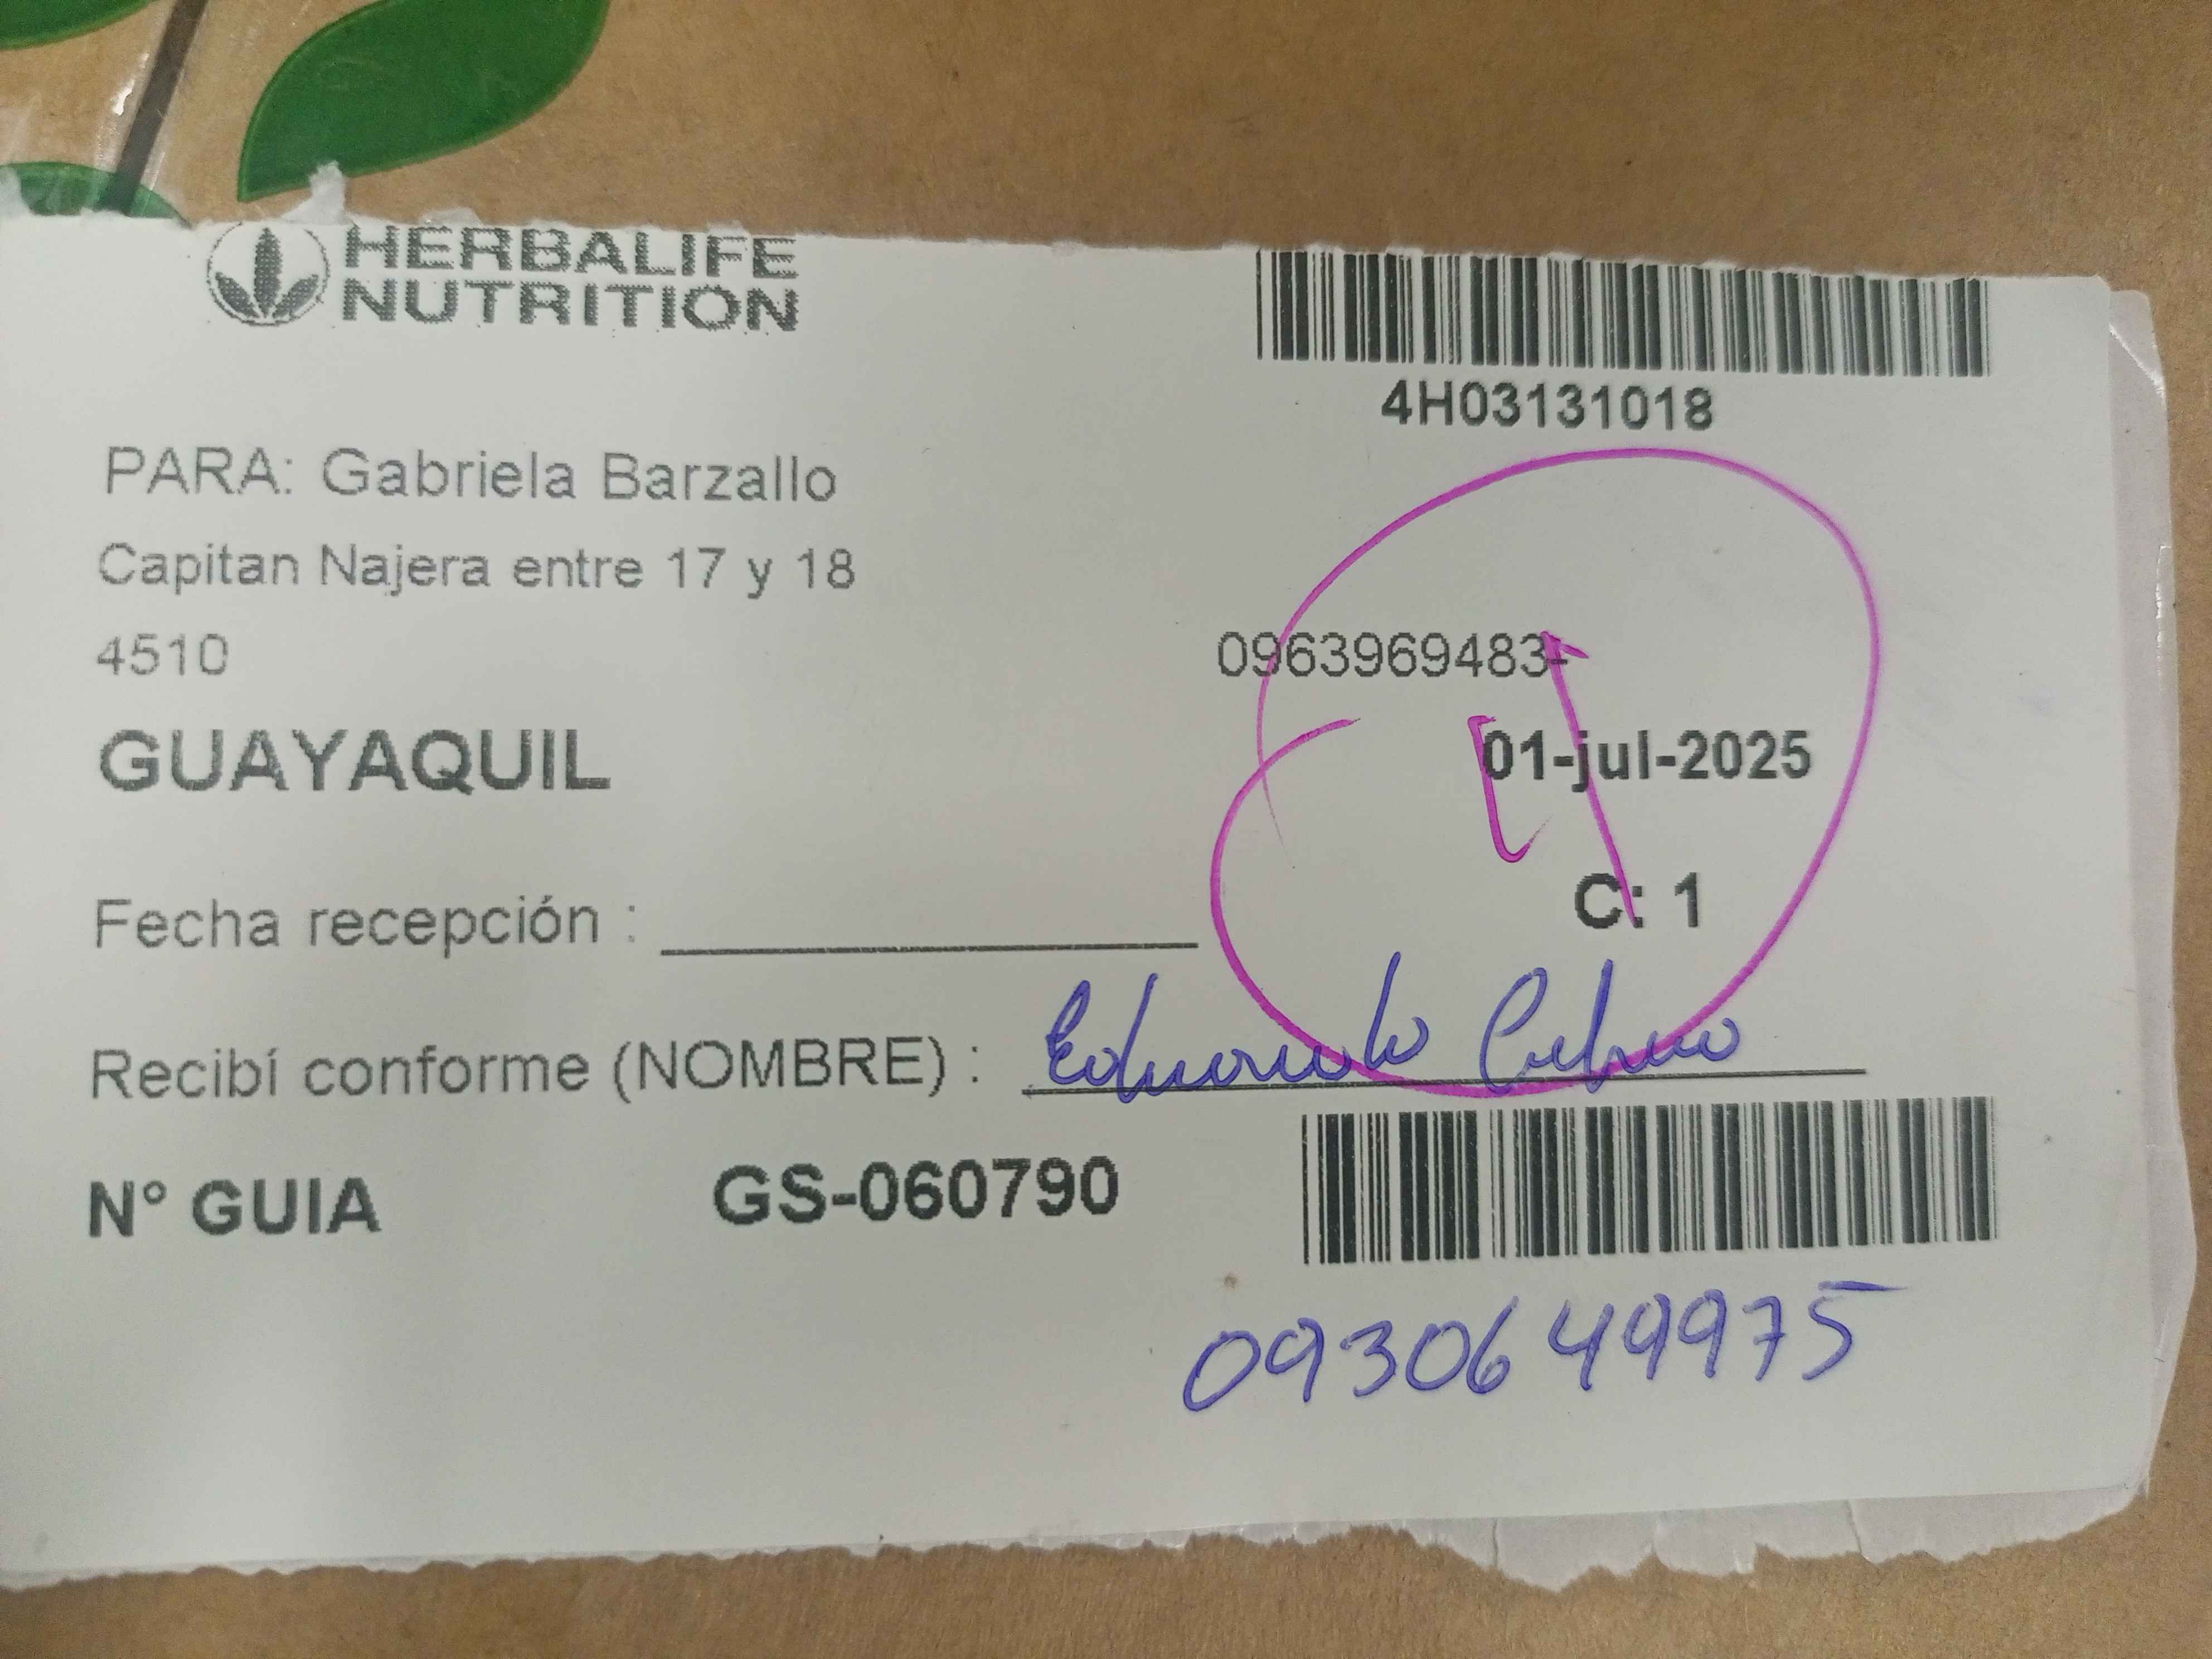 HERBALIFE
NUTRITION
4H03131018
PARA: Gabriela Barzallo
Capitan Najera entre 17 y 18
4510
0963969483-
GUAYAQUIL
01-jul-2025
C: 1
Fecha recepción :
Recibí conforme (NOMBRE) : Eduardo
N° GUIA GS-060790
0930649975